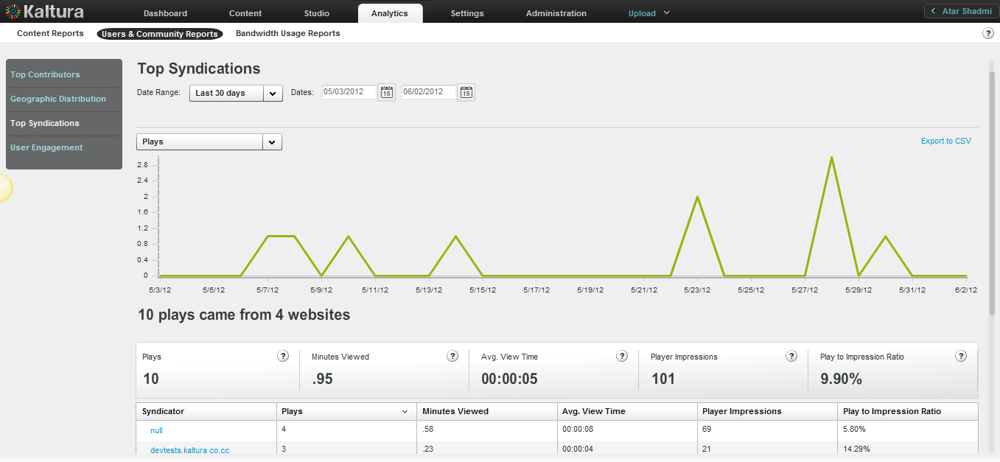 Kaltura
Dashboard Content Studio Analytics Settings Administration Upload Atar Shadmi
Content Reports Users & Community Reports Bandwidth Usage Reports ?
Top Contributors
Geographic Distribution
Top Syndications
User Engagement
Top Syndications
Date Range: Last 30 days Dates: 05/03/2012 15 06/02/2012 15
Plays Export to CSV
2.8
2.4
2
1.6
1.2
0.8
0.4
0
5/3/12 5/5/12 5/7/12 5/9/12 5/11/12 5/13/12 5/15/12 5/17/12 5/19/12 5/21/12 5/23/12 5/25/12 5/27/12 5/29/12 5/31/12 6/2/12
10 plays came from 4 websites
Plays ? Minutes Viewed ? Avg. View Time ? Player Impressions ? Play to Impression Ratio ?
10 .95 00:00:05 101 9.90%
Syndicator Plays Minutes Viewed Avg. View Time Player Impressions Play to Impression Ratio
null 4 .58 00:00:08 69 5.80%
devtests.kaltura.co.cc 3 .23 00:00:04 21 14.29%